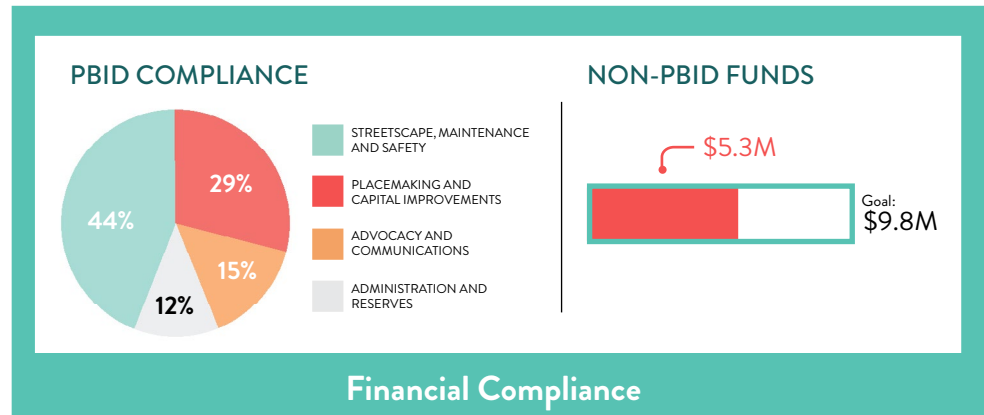 PBID COMPLIANCE
44%
29%
15%
12%
STREETSCAPE, MAINTENANCE
AND SAFETY
PLACEMAKING AND
CAPITAL IMPROVEMENTS
ADVOCACY AND
COMMUNICATIONS
ADMINISTRATION AND
RESERVES
NON-PBID FUNDS
$5.3M
Goal:
$9.8M
Financial Compliance